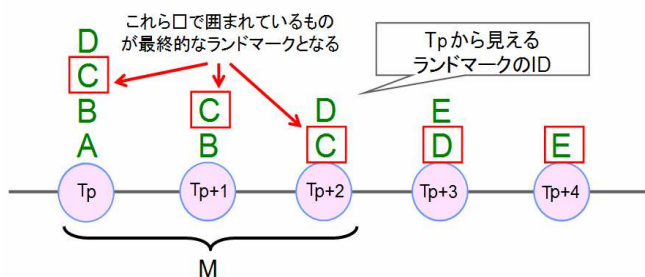 これら口で囲まれているもの
が最終的なランドマークとなる
Tpから見える
ランドマークのID
D
C
B
A
C
B
D
C
E
D
E
Tp
Tp+1
Tp+2
Tp+3
Tp+4
M